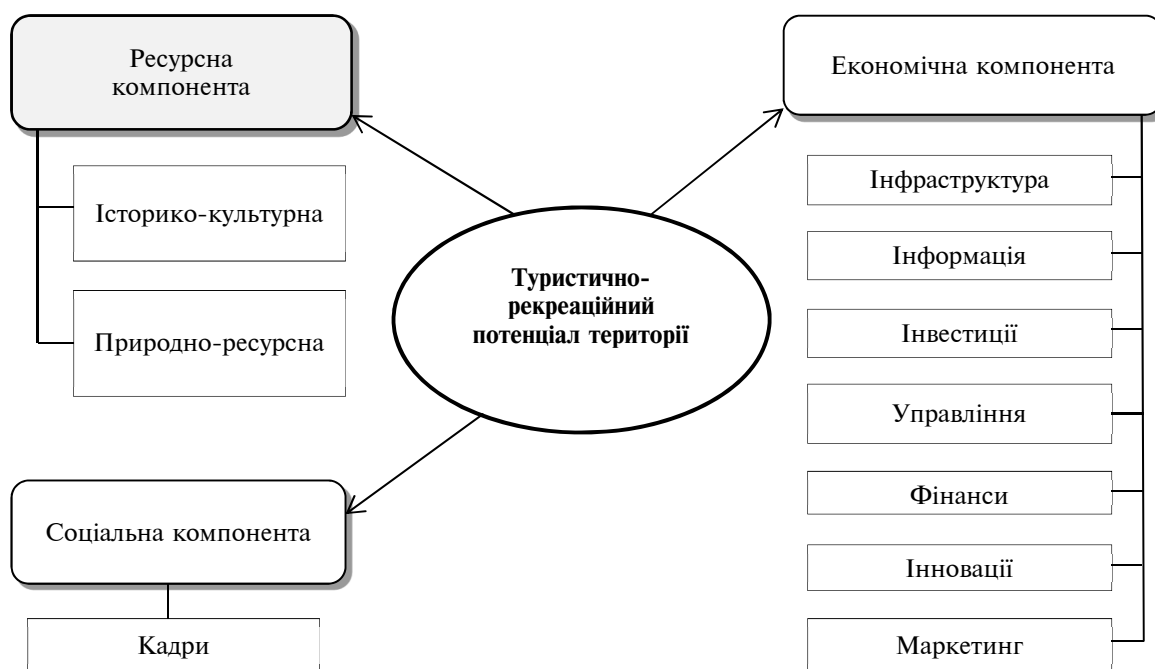 Ресурсна
компонента
Історико-культурна
Природно-ресурсна
Соціальна компонента
Кадри
Туристично-
рекреаційний
потенціал території
Економічна компонента
Інфраструктура
Інформація
Інвестиції
Управління
Фінанси
Інновації
Маркетинг